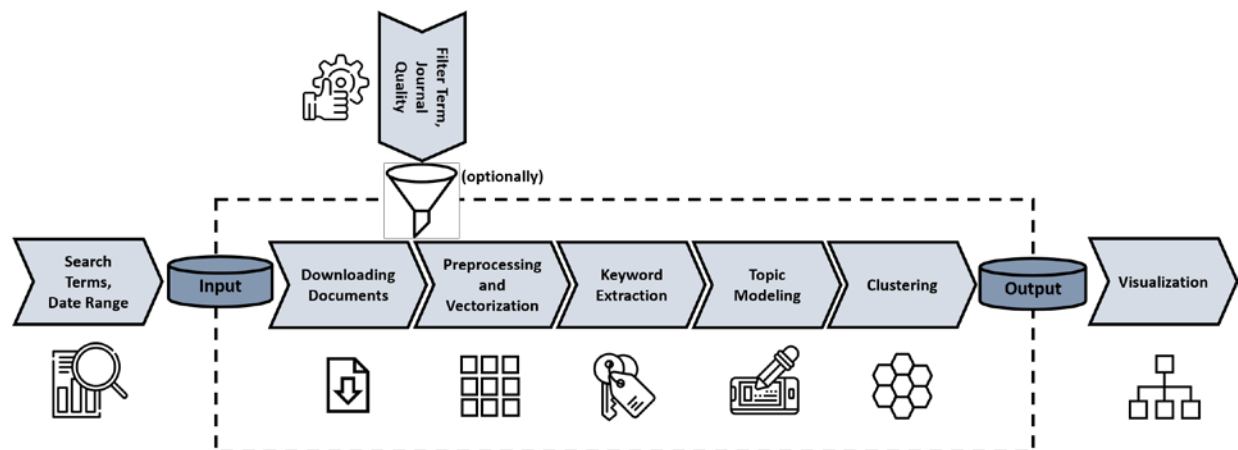 Filter Term,
Journal
Quality
(optionally)
Search
Terms,
Date Range
Input
Downloading
Documents
Preprocessing
and
Vectorization
Keyword
Extraction
Topic
Modeling
Clustering
Output
Visualization